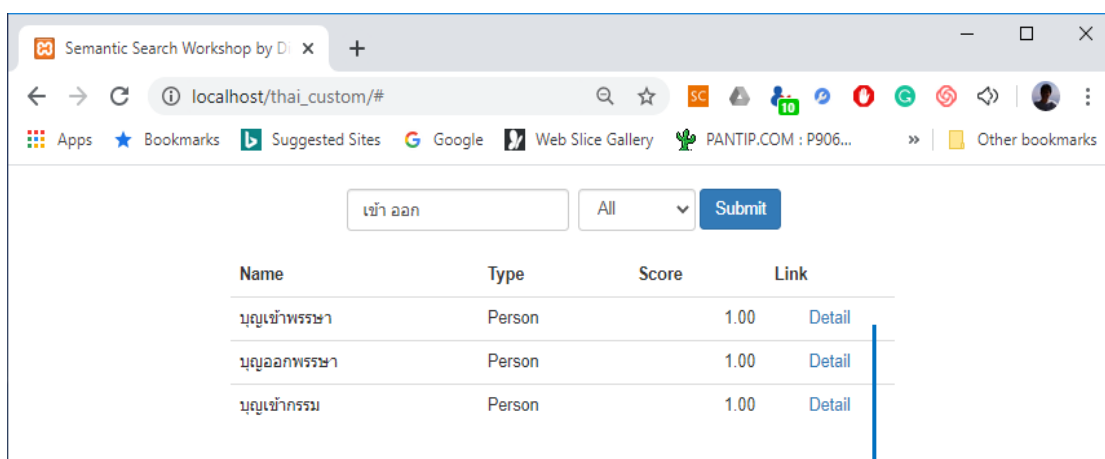 Semantic Search Workshop by Di
localhost/thai_custom/#
SC
10
Apps Bookmarks Suggested Sites Google Web Slice Gallery PANTIP.COM : P906... » Other bookmarks
เข้า ออก All Submit
Name Type Score Link
บุญเข้าพรรษา Person 1.00 Detail
บุญออกพรรษา Person 1.00 Detail
บุญเข้ากรรม Person 1.00 Detail